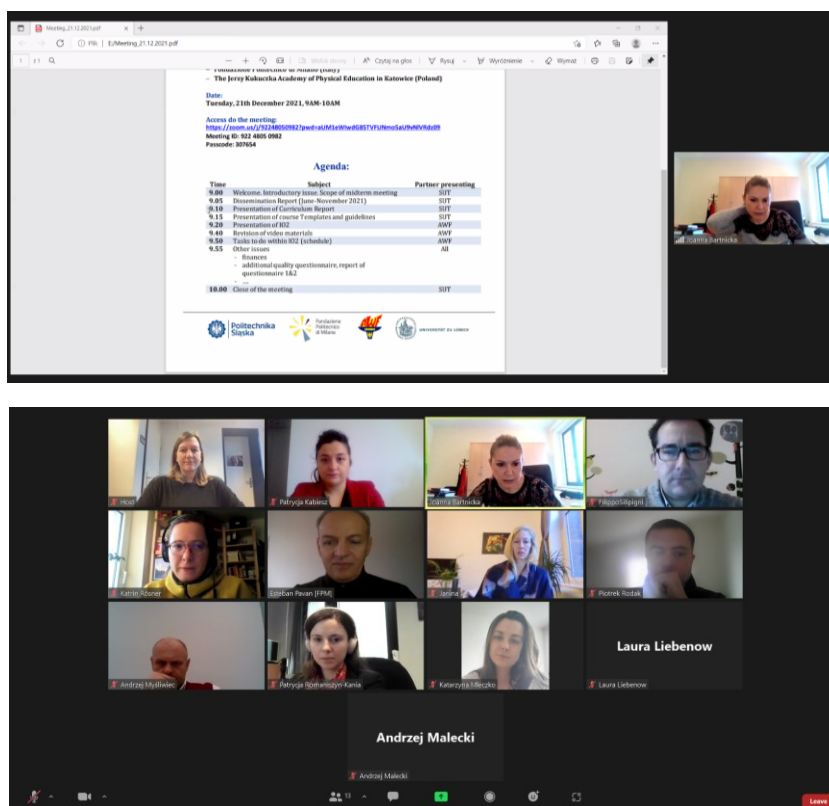 Meeting_21.12.2021.pdf
Plik | E:/Meeting_21.12.2021.pdf
1 z 1
Czytaj na głos
Rysuj
Wyróżnienie
Wymaż
– The Jerzy Kukuczka Academy of Physical Education in Katowice (Poland)
Date:
Tuesday, 21th December 2021, 9AM-10AM
Access do the meeting:
Meeting ID: 922 4805 0982
Passcode: 307654
Agenda:
Time Subject Partner presenting
9.00 Welcome. Introductory issue. Scope of midterm meeting SUT
9.05 Dissemination Report (June-November 2021) SUT
9.10 Presentation of Curriculum Report SUT
9.15 Presentation of course Templates and guidelines SUT
9.20 Presentation of IO2 AWF
9.40 Revision of video materials AWF
9.50 Tasks to do within IO2 (schedule) AWF
9.55 Other issues All
- finances
- additional quality questionnaire, report of
questionnaire 1&2
- ...
10.00 Close of the meeting SUT
Politechnika
Śląska
Fondazione
Politecnico
di Milano
AWF
UNIVERSITÄT ZU LÜBECK
Joanna Bartnicka
Host
Patrycja Kabiesz
Joanna Bartnicka
FilippoSilipigni
Katrin Rösner
Esteban Pavan [FPM]
Janina
Piotrek Rodak
Andrzej Myśliwiec
Patrycja Romaniszyn-Kania
Katarzyna Mleczko
Laura Liebenow
Laura Liebenow
Andrzej Malecki
Andrzej Malecki
13
Leave